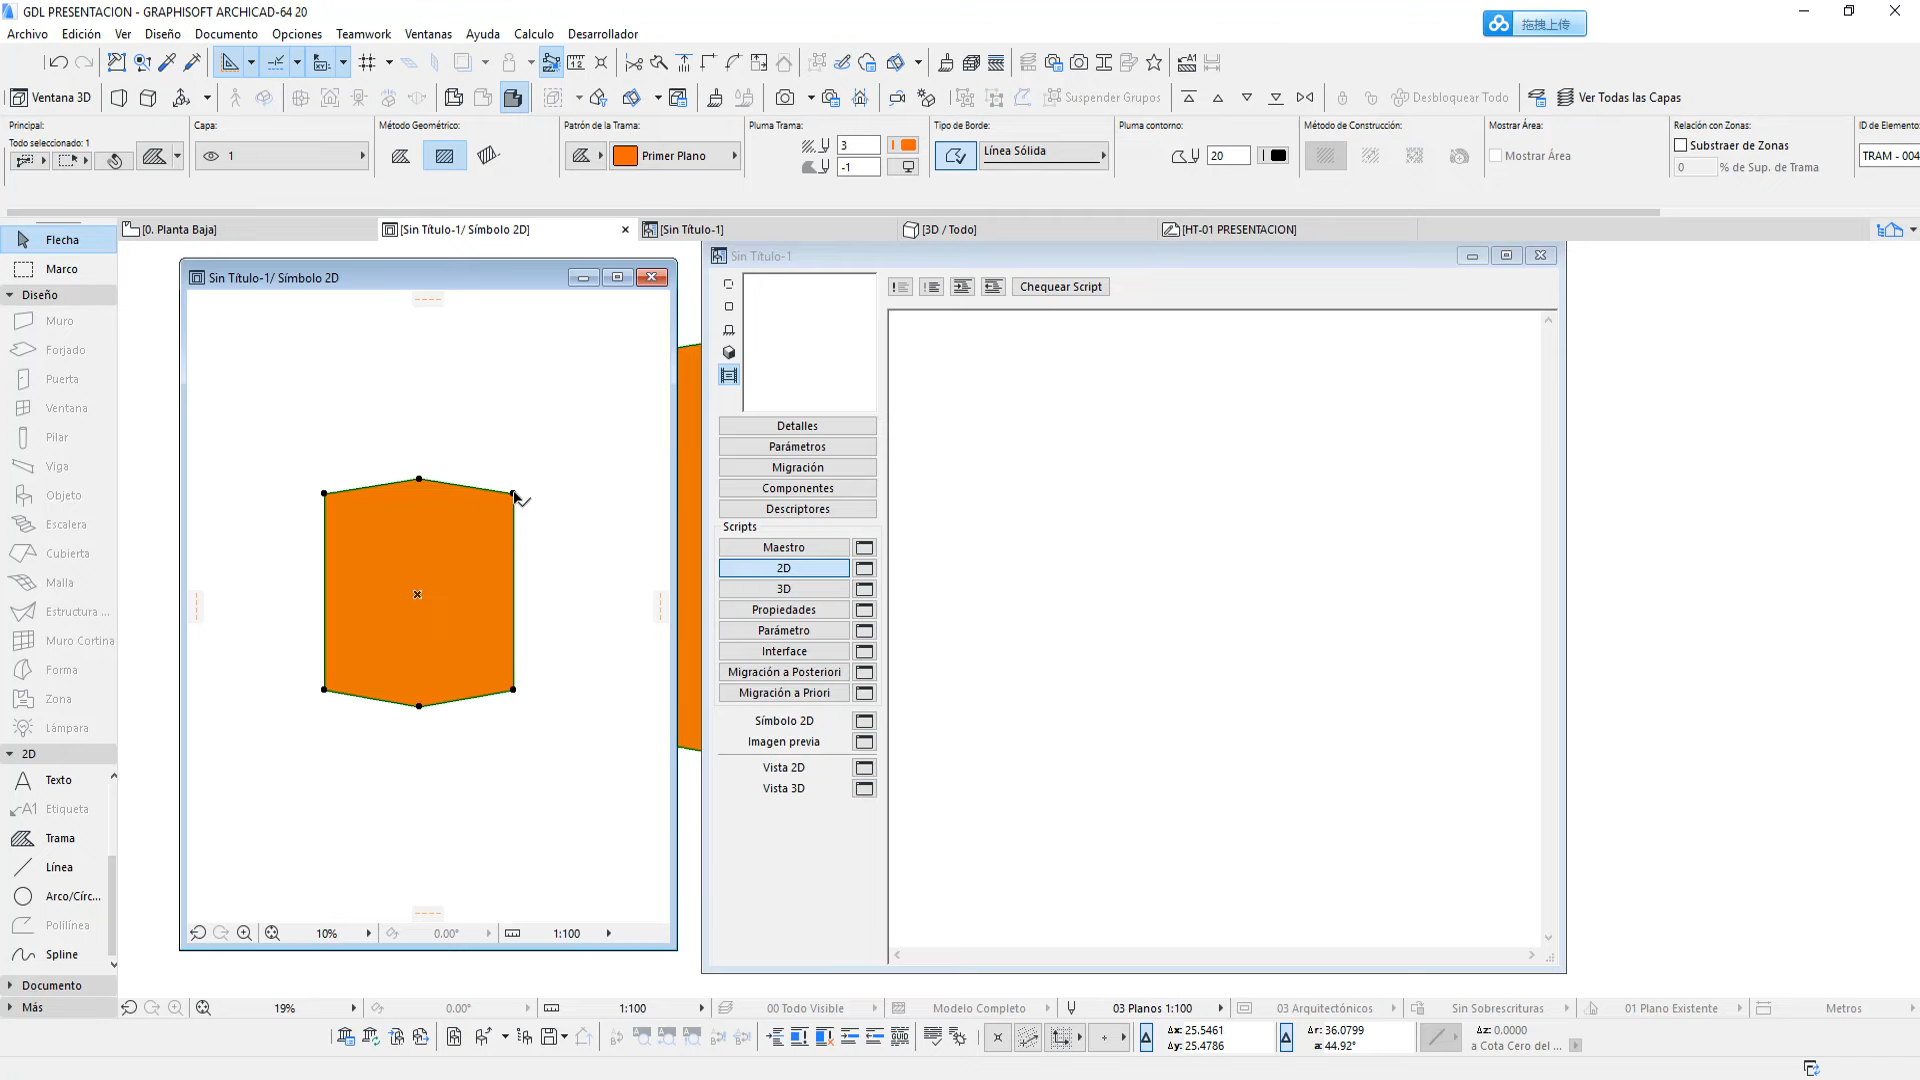 GDL PRESENTACION - GRAPHISOFT ARCHICAD-64 20
拖拽上传
Archivo Edición Ver Diseño Documento Opciones Teamwork Ventanas Ayuda Calculo Desarrollador
Ventana 3D Suspender Grupos Desbloquear Todo Ver Todas las Capas
Principal: Capa: Método Geométrico: Patrón de la Trama: Pluma Trama: Tipo de Borde: Pluma contorno: Método de Construcción: Mostrar Área: Relación con Zonas: ID de Elemento
Todo seleccionado: 1
1 Primer Plano 3 Línea Sólida 20 Mostrar Área Substraer de Zonas TRAM - 004
-1 0 % de Sup. de Trama
[0. Planta Baja] [Sin Título-1/ Símbolo 2D] [Sin Título-1] [3D / Todo] [HT-01 PRESENTACION]
Flecha
Marco
Diseño
Muro
Forjado
Puerta
Ventana
Pilar
Viga
Objeto
Escalera
Cubierta
Malla
Estructura ...
Muro Cortina
Forma
Zona
Lámpara
2D
Texto
A1 Etiqueta
Trama
Línea
Arco/Círc...
Polilínea
Spline
Documento
Más
Sin Título-1/ Símbolo 2D
10% 0.00° 1:100
Sin Título-1
Chequear Script
Detalles
Parámetros
Migración
Componentes
Descriptores
Scripts
Maestro
2D
3D
Propiedades
Parámetro
Interface
Migración a Posteriori
Migración a Priori
Símbolo 2D
Imagen previa
Vista 2D
Vista 3D
19% 0.00° 1:100 00 Todo Visible Modelo Completo 03 Planos 1:100 03 Arquitectónicos Sin Sobrescrituras 01 Plano Existente Metros
Δx: 25.5461 Δr: 36.0799 Δz: 0.0000
Δy: 25.4786 a: 44.92° a Cota Cero del ...